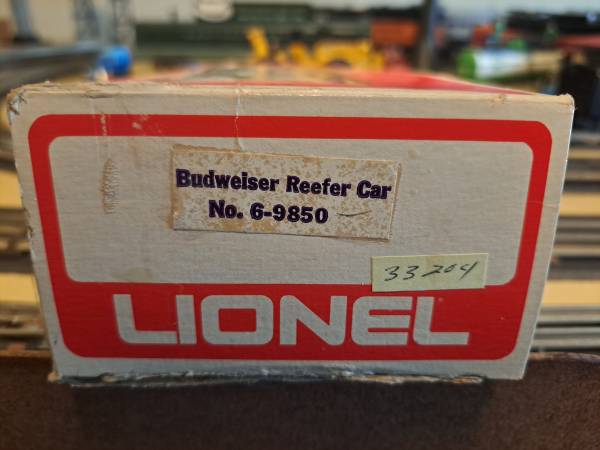 Budweiser Reefer Car
No. 6-9850
33204
LIONEL